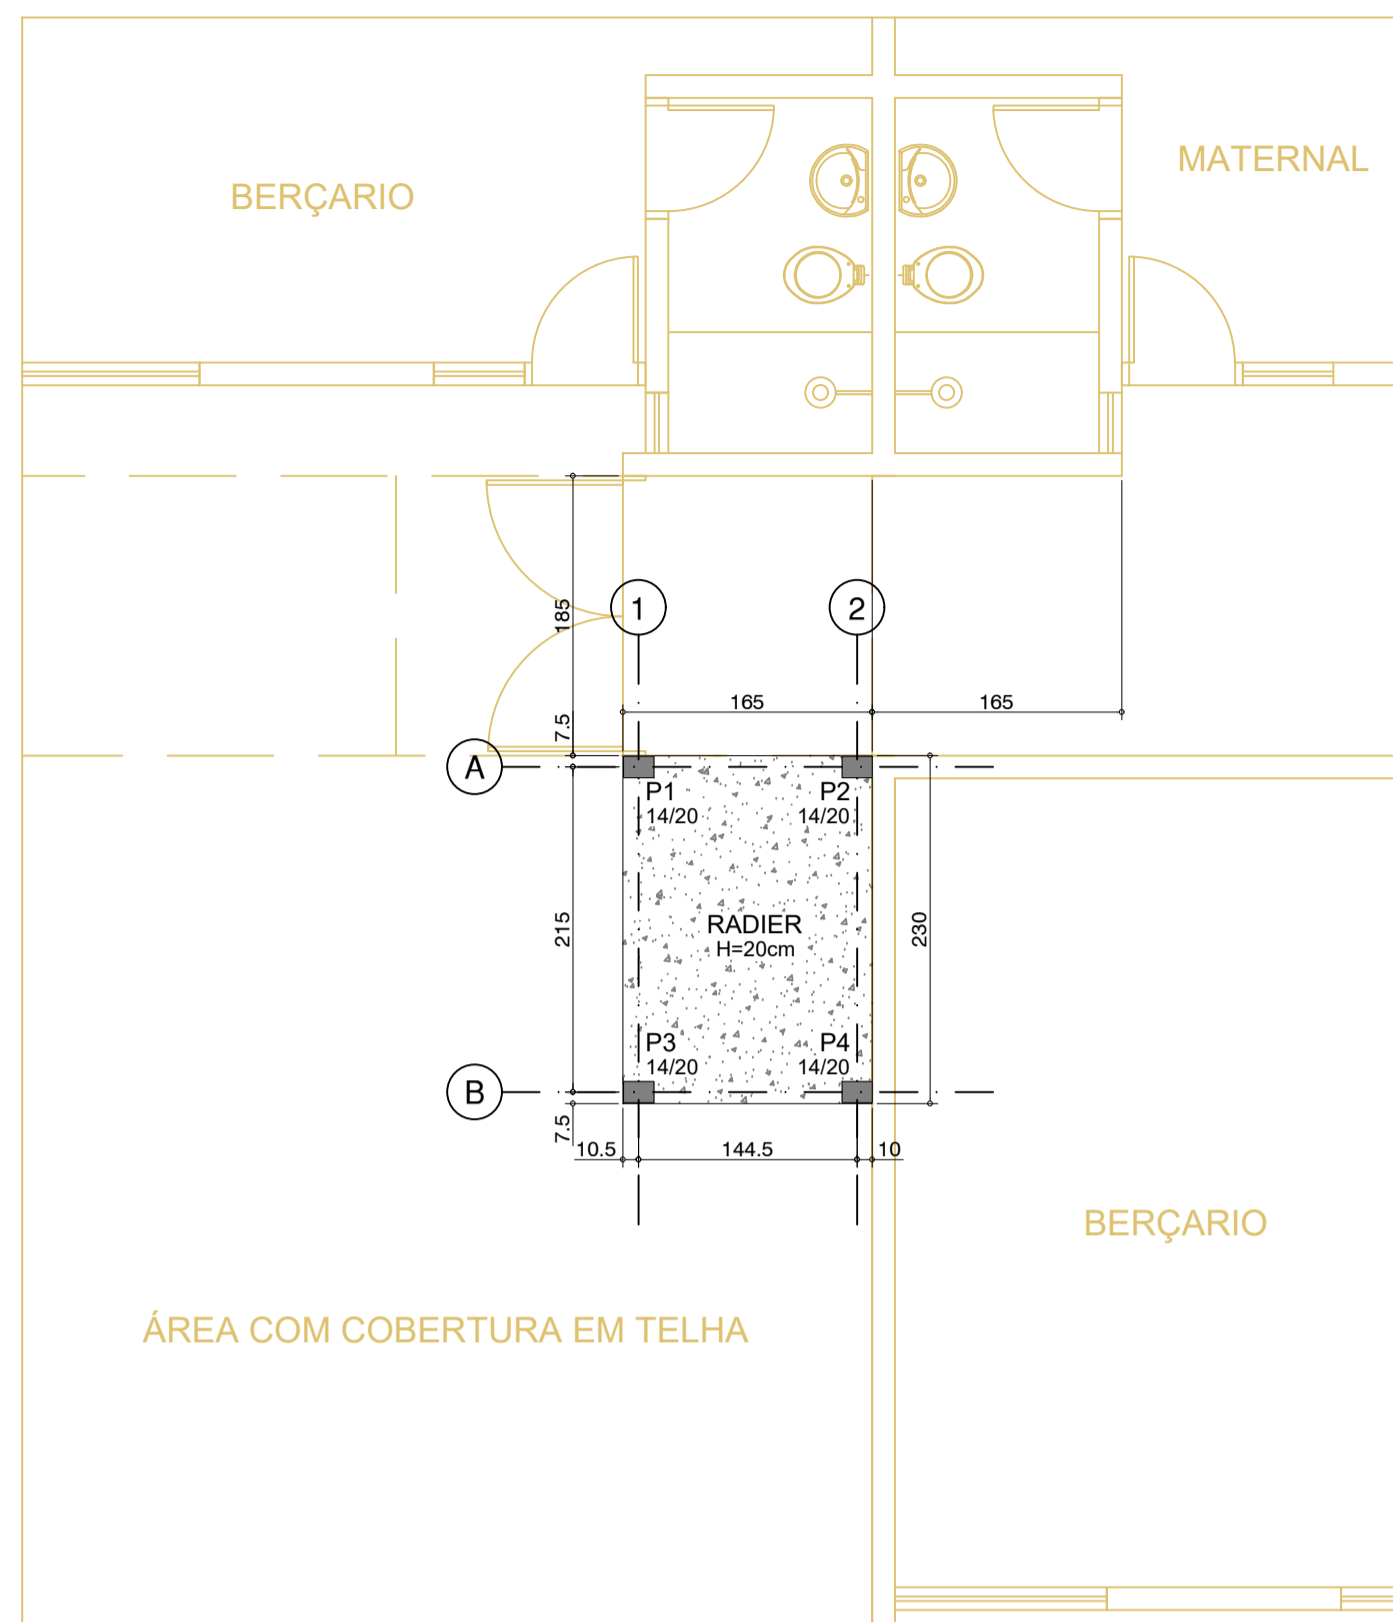 MATERNAL
BERÇARIO
185
1
2
165
165
7.5
A
P1
14/20
P2
14/20
215
RADIER
H=20cm
230
P3
14/20
P4
14/20
B
7.5
10.5
144.5
10
BERÇARIO
ÁREA COM COBERTURA EM TELHA